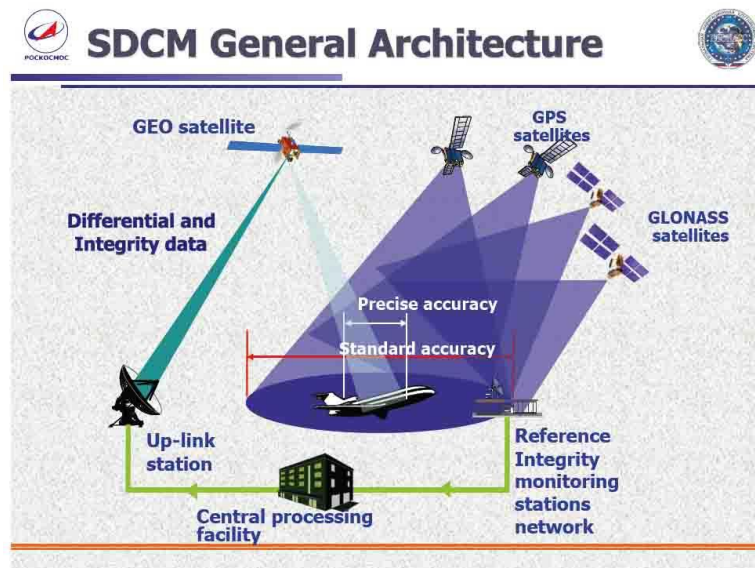 РОСКОСМОС
SDCM General Architecture
GEO satellite
GPS
satellites
GLONASS
satellites
Differential and
Integrity data
Precise accuracy
Standard accuracy
Up-link
station
Central processing
facility
Reference
Integrity
monitoring
stations
network